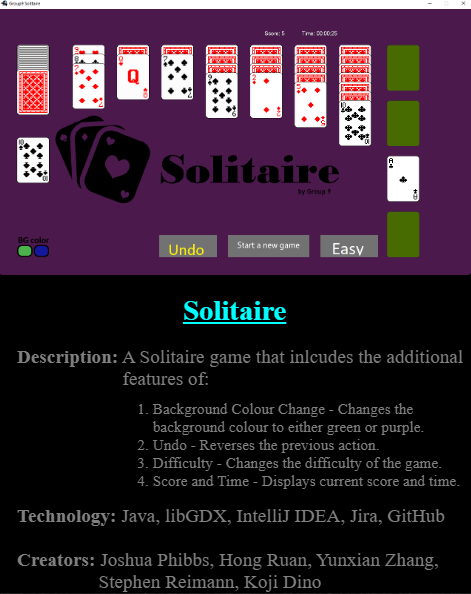 Group 9 Solitaire
Score: 5 Time: 00:00:25
Solitaire
by Group 9
BG color
Undo
Start a new game
Easy
Solitaire
Description: A Solitaire game that inlcudes the additional
features of:
1. Background Colour Change - Changes the
background colour to either green or purple.
2. Undo - Reverses the previous action.
3. Difficulty - Changes the difficulty of the game.
4. Score and Time - Displays current score and time.
Technology: Java, libGDX, IntelliJ IDEA, Jira, GitHub
Creators: Joshua Phibbs, Hong Ruan, Yunxian Zhang,
Stephen Reimann, Koji Dino